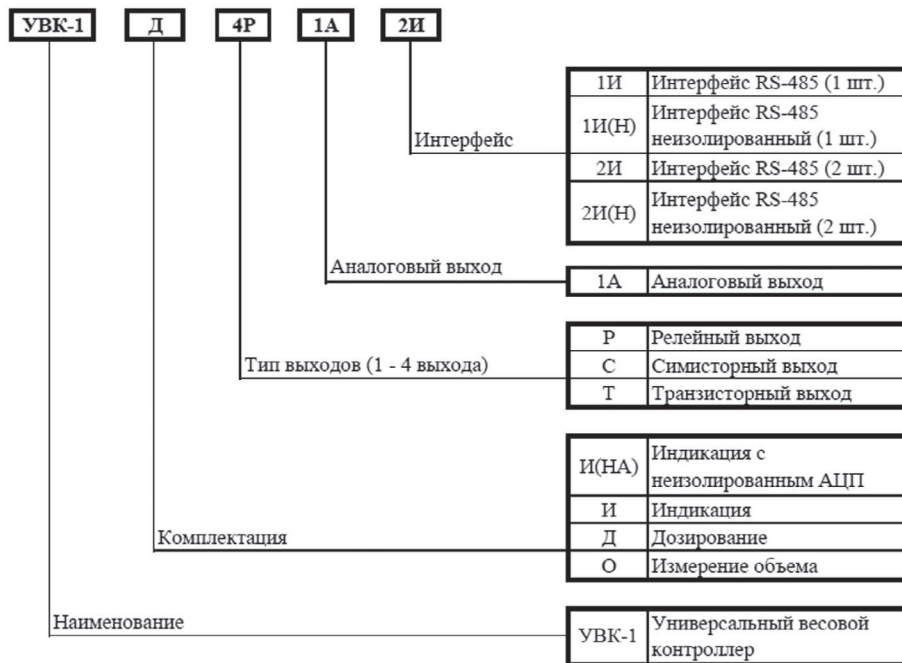 УВК-1 Д 4Р 1А 2И
1И Интерфейс RS-485 (1 шт.)
1И(Н) Интерфейс RS-485
неизолированный (1 шт.)
Интерфейс
2И Интерфейс RS-485 (2 шт.)
2И(Н) Интерфейс RS-485
неизолированный (2 шт.)
Аналоговый выход
1А Аналоговый выход
Р Релейный выход
Тип выходов (1 - 4 выхода)
С Симисторный выход
Т Транзисторный выход
И(НА) Индикация с
неизолированным АЦП
И Индикация
Комплектация
Д Дозирование
О Измерение объема
Наименование
УВК-1 Универсальный весовой
контроллер